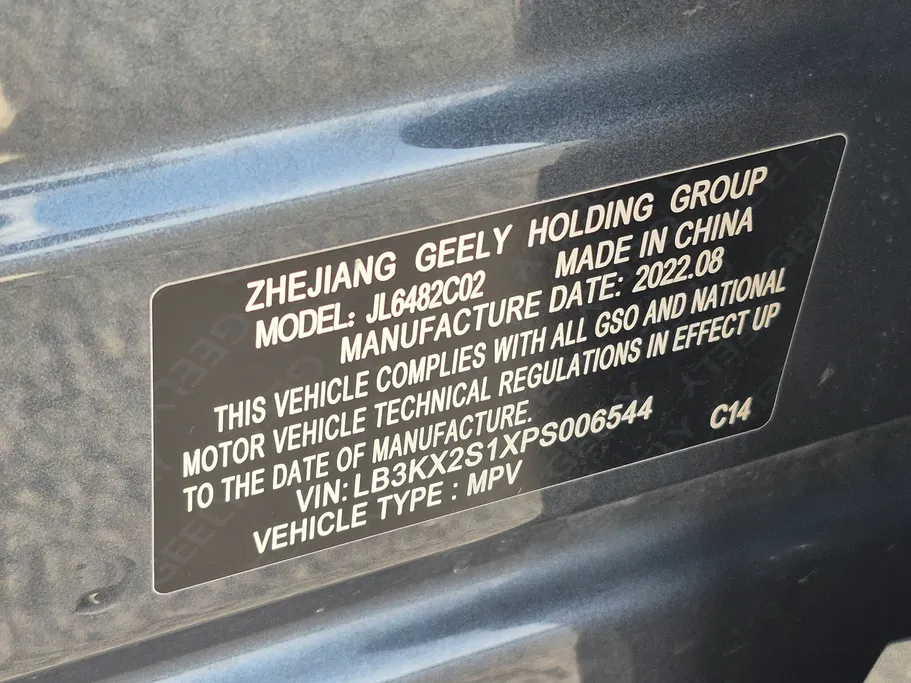 ZHEJIANG GEELY HOLDING GROUP
MODEL: JL6482C02 MADE IN CHINA
MANUFACTURE DATE: 2022.08
THIS VEHICLE COMPLIES WITH ALL GSO AND NATIONAL
MOTOR VEHICLE TECHNICAL REGULATIONS IN EFFECT UP
TO THE DATE OF MANUFACTURE.
VIN: LB3KX2S1XPS006544 C14
VEHICLE TYPE : MPV